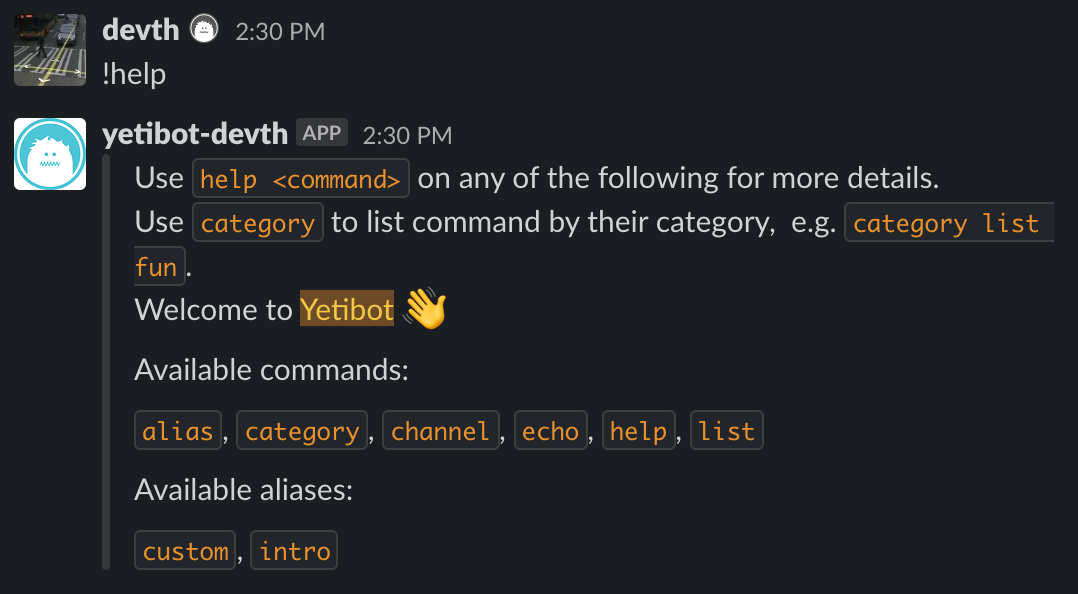 devth 2:30 PM
!help
yetibot-devth APP 2:30 PM
Use help <command> on any of the following for more details.
Use category to list command by their category,  e.g. category list
fun.
Welcome to Yetibot 👋
Available commands:
alias, category, channel, echo, help, list
Available aliases:
custom, intro